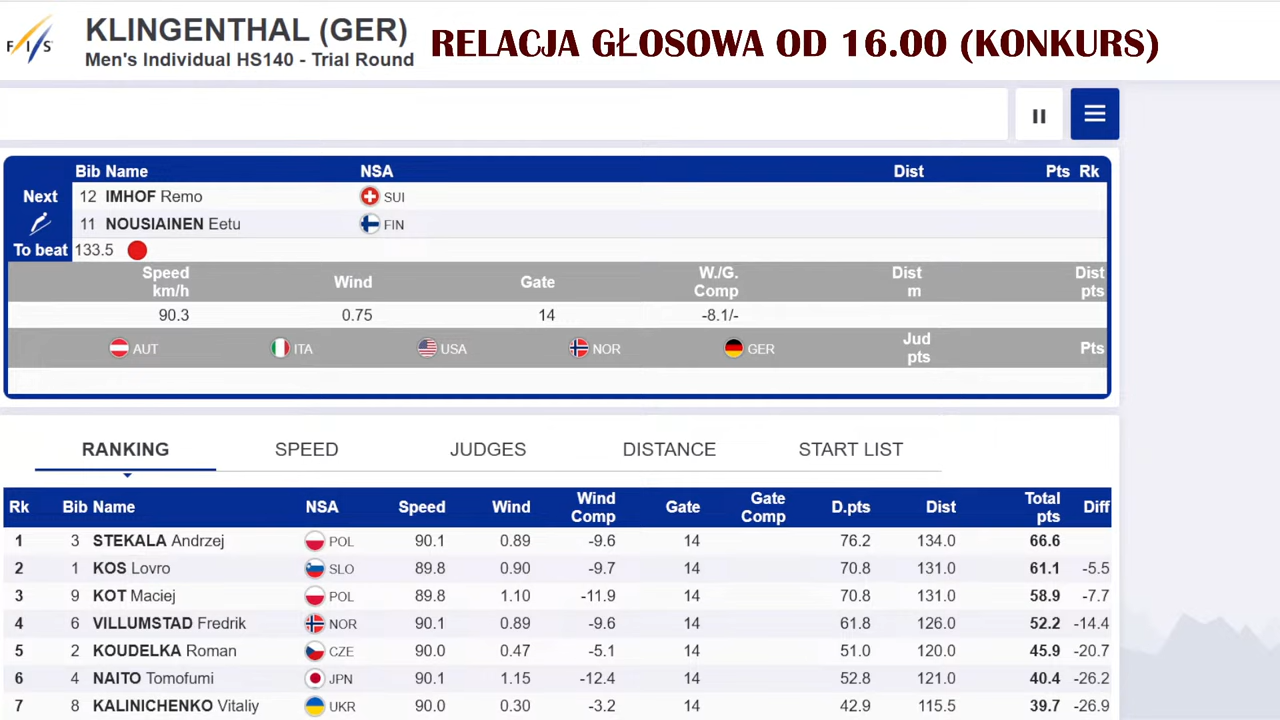 FIS
KLINGENTHAL (GER)
Men's Individual HS140 - Trial Round
RELACJA GŁOSOWA OD 16.00 (KONKURS)
Bib Name NSA Dist Pts Rk
Next 12 IMHOF Remo SUI
11 NOUSIAINEN Eetu FIN
To beat 133.5
Speed km/h Wind Gate W./G. Comp Dist m Dist pts
90.3 0.75 14 -8.1/-
AUT ITA USA NOR GER Jud pts Pts
RANKING SPEED JUDGES DISTANCE START LIST
Rk Bib Name NSA Speed Wind Wind Comp Gate Gate Comp D.pts Dist Total pts Diff
1 3 STEKALA Andrzej POL 90.1 0.89 -9.6 14 76.2 134.0 66.6
2 1 KOS Lovro SLO 89.8 0.90 -9.7 14 70.8 131.0 61.1 -5.5
3 9 KOT Maciej POL 89.8 1.10 -11.9 14 70.8 131.0 58.9 -7.7
4 6 VILLUMSTAD Fredrik NOR 90.1 0.89 -9.6 14 61.8 126.0 52.2 -14.4
5 2 KOUDELKA Roman CZE 90.0 0.47 -5.1 14 51.0 120.0 45.9 -20.7
6 4 NAITO Tomofumi JPN 90.1 1.15 -12.4 14 52.8 121.0 40.4 -26.2
7 8 KALINICHENKO Vitaliy UKR 90.0 0.30 -3.2 14 42.9 115.5 39.7 -26.9